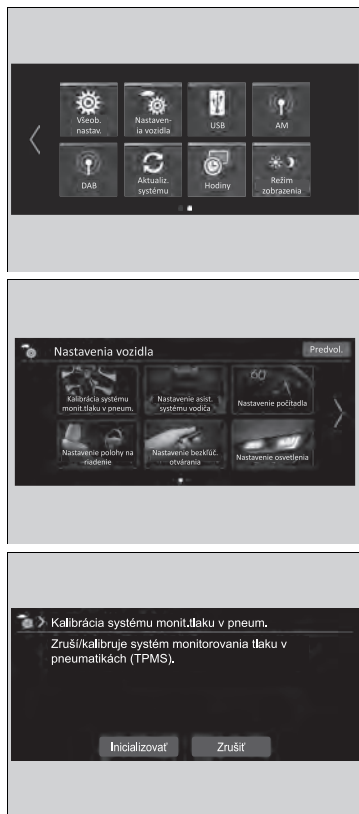 Všeob.
nastav.
Nastaven-
ia vozidla
USB
AM
DAB
Aktualiz.
systému
Hodiny
Režim
zobrazenia
Nastavenia vozidla
Predvol.
Kalibrácia systému
monit.tlaku v pneum.
Nastavenie asist.
systému vodiča
60
Nastavenie počítadla
Nastavenie polohy na
riadenie
Nastavenie bezkľúč.
otvárania
Nastavenie osvetlenia
Kalibrácia systému monit.tlaku v pneum.
Zruší/kalibruje systém monitorovania tlaku v
pneumatikách (TPMS).
Inicializovať
Zrušiť